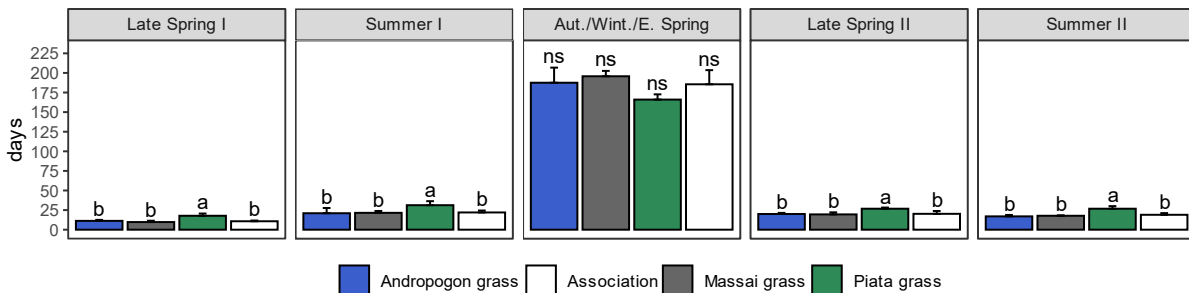 Late Spring I Summer I Aut./Wint./E. Spring Late Spring II Summer II
225
200
175
150
125
100
75
50
25
0
days
b b a b
b b a b
ns ns ns ns
b b a b
b b a b
Andropogon grass Association Massai grass Piata grass